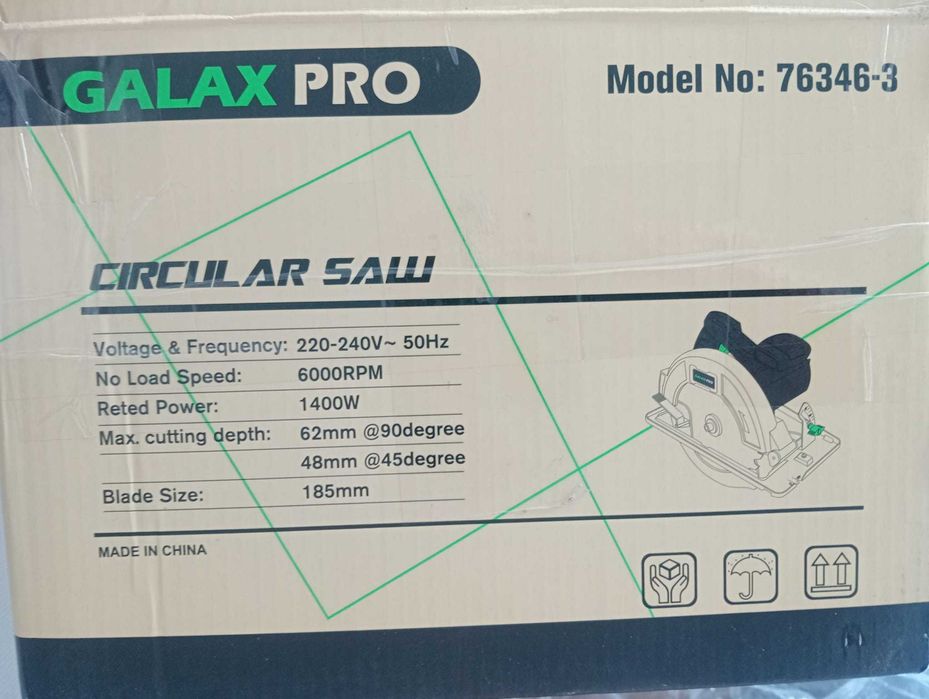 GALAX PRO
Model No: 76346-3
CIRCULAR SAW
Voltage & Frequency: 220-240V~ 50Hz
No Load Speed: 6000RPM
Reted Power: 1400W
Max. cutting depth: 62mm @90degree
48mm @45degree
Blade Size: 185mm
GALAXPRO
MADE IN CHINA